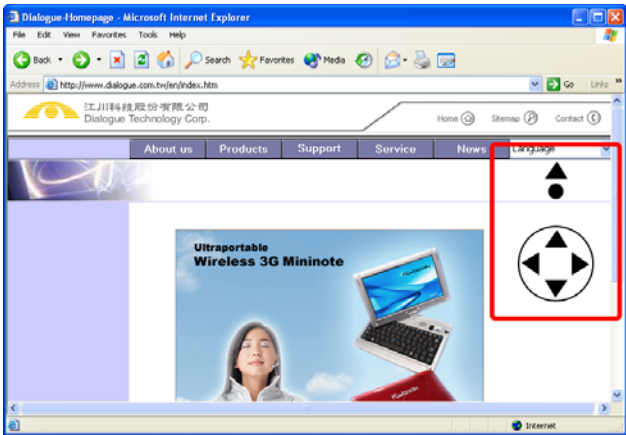 Dialogue-Homepage - Microsoft Internet Explorer
File Edit View Favorites Tools Help
Back Search Favorites Media
Address http://www.dialogue.com.tw/en/index.htm Go Links
江川科技股份有限公司
Dialogue Technology Corp.
Home Sitemap Contact
About us Products Support Service News Language
Ultraportable
Wireless 3G Mininote
Internet